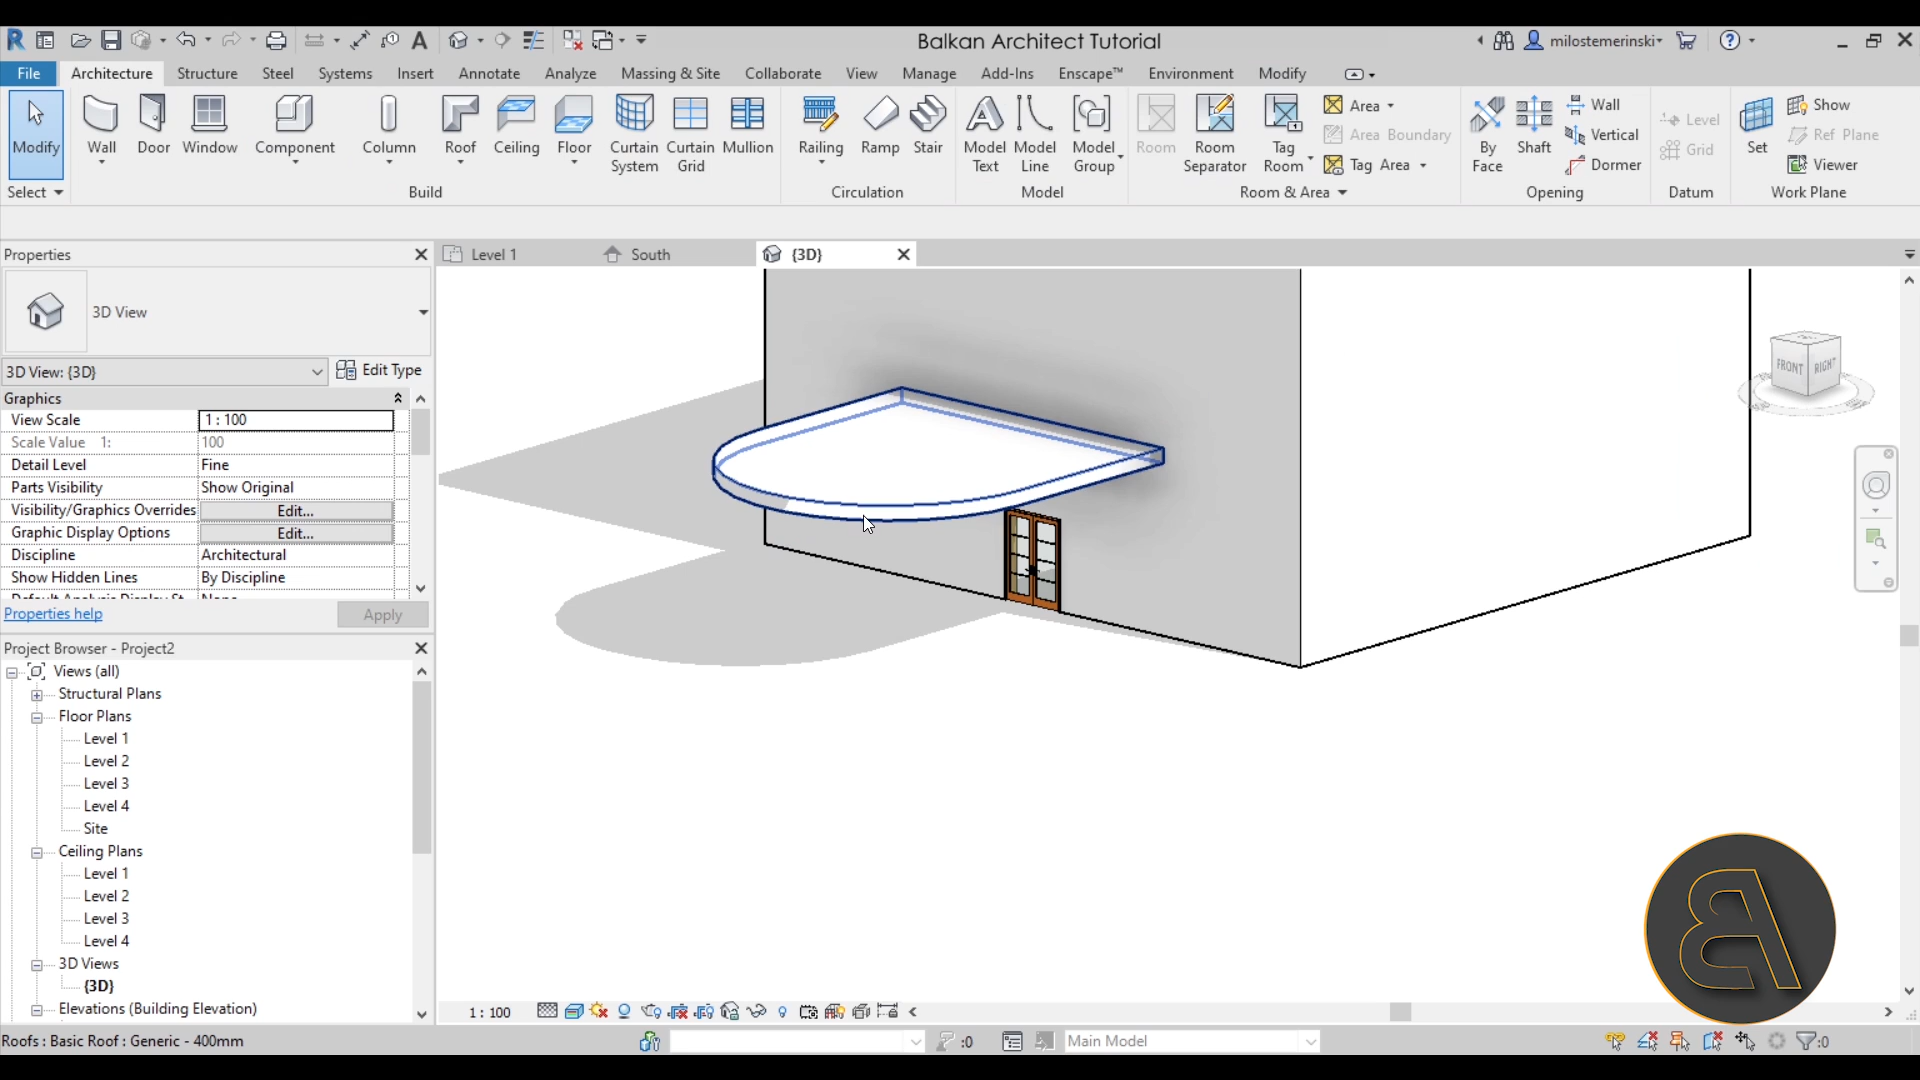 Balkan Architect Tutorial
milostemerinski
File Architecture Structure Steel Systems Insert Annotate Analyze Massing & Site Collaborate View Manage Add-Ins Enscape™ Environment Modify
Modify Wall Door Window Component Column Roof Ceiling Floor Curtain System Curtain Grid Mullion Railing Ramp Stair Model Text Model Line Model Group Room Room Separator Tag Room
Area
Area Boundary
Tag Area
By Face Shaft
Wall
Vertical
Dormer
Level
Grid
Set
Show
Ref Plane
Viewer
Select Build Circulation Model Room & Area Opening Datum Work Plane
Properties
Level 1 South {3D}
3D View
3D View: {3D} Edit Type
Graphics
View Scale 1 : 100
Scale Value 1: 100
Detail Level Fine
Parts Visibility Show Original
Visibility/Graphics Overrides Edit...
Graphic Display Options Edit...
Discipline Architectural
Show Hidden Lines By Discipline
Properties help Apply
FRONT RIGHT
Project Browser - Project2
Views (all)
Structural Plans
Floor Plans
Level 1
Level 2
Level 3
Level 4
Site
Ceiling Plans
Level 1
Level 2
Level 3
Level 4
3D Views
{3D}
Elevations (Building Elevation)
1 : 100
Roofs : Basic Roof : Generic - 400mm
:0
Main Model
:0